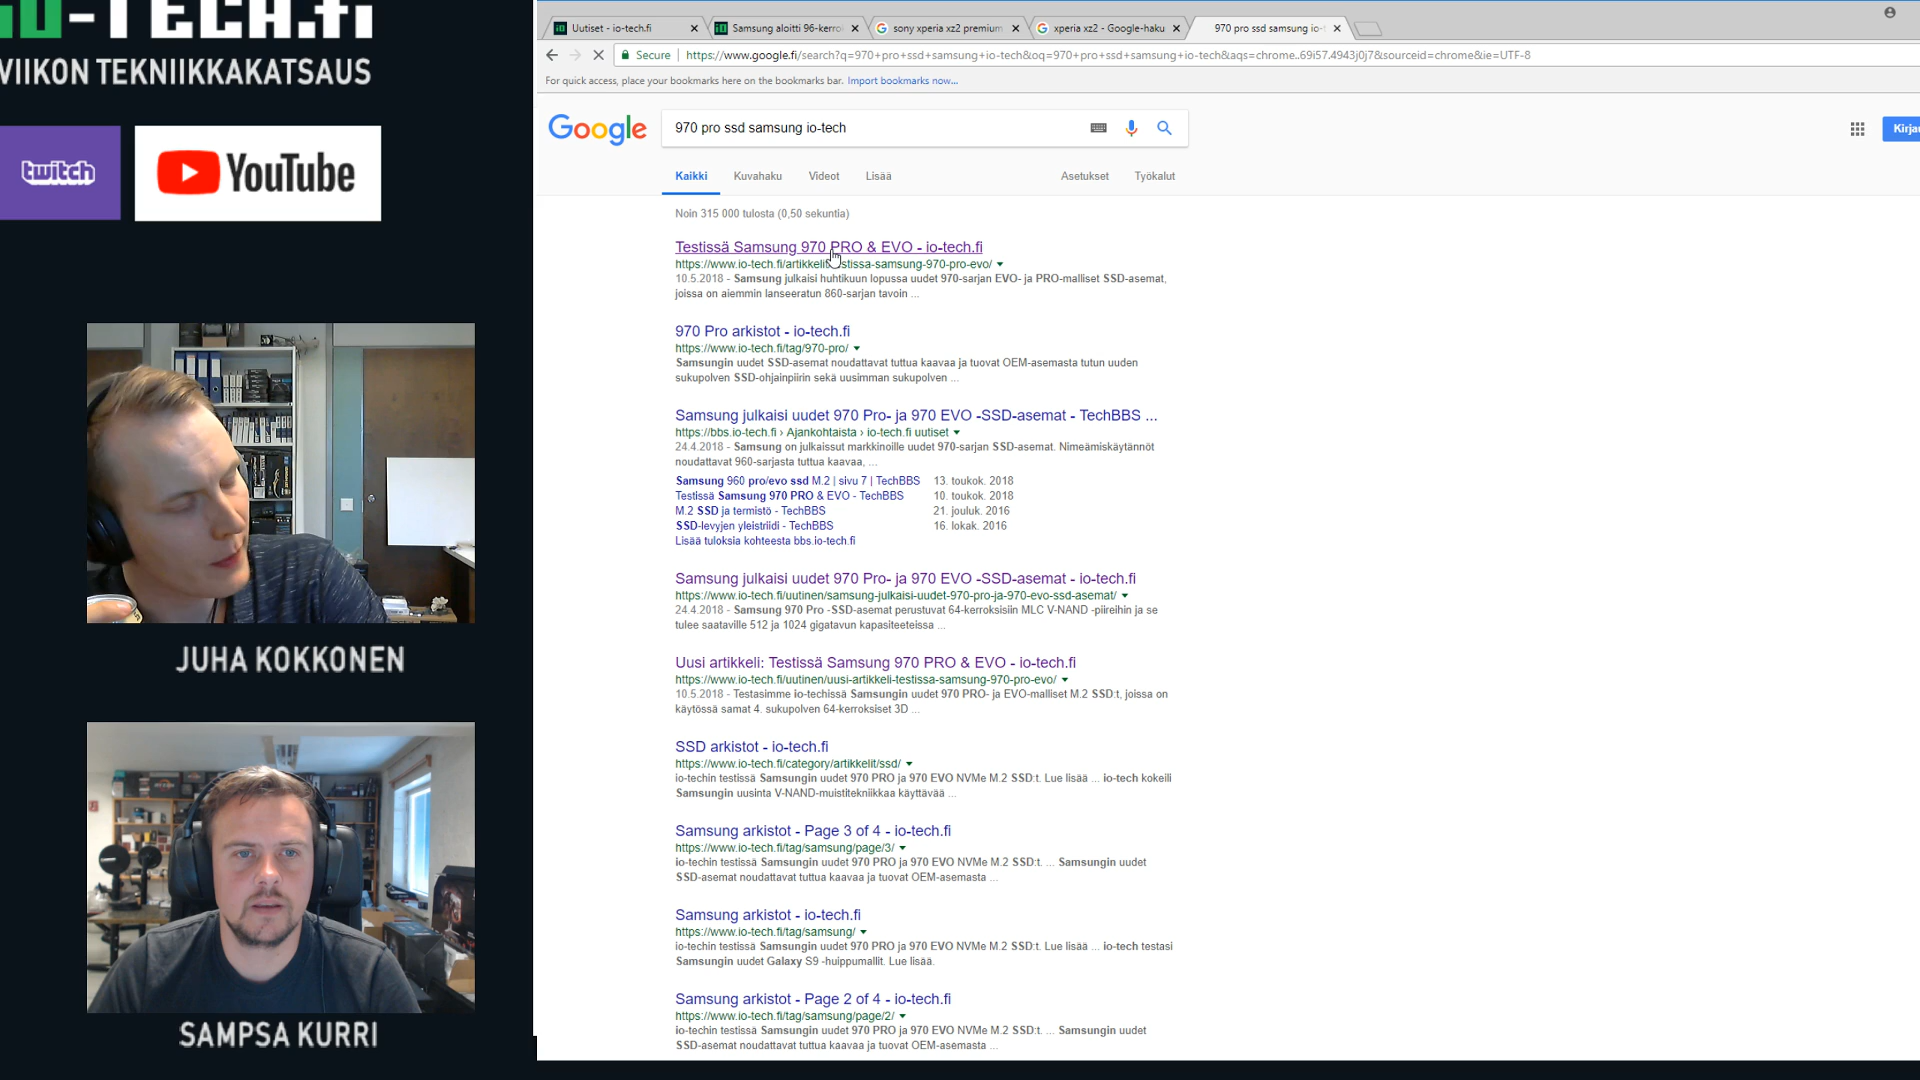 iO-TECH.fi
VIIKON TEKNIIKKAKATSAUS
twitch
YouTube
JUHA KOKKONEN
SAMPSA KURRI
Uutiset - io-tech.fi
Samsung aloitti 96-kerro
sony xperia xz2 premium
xperia xz2 - Google-haku
970 pro ssd samsung io-t
Secure
https://www.google.fi/search?q=970+pro+ssd+samsung+io-tech&oq=970+pro+ssd+samsung+io-tech&aqs=chrome..69i57.4943j0j7&sourceid=chrome&ie=UTF-8
For quick access, place your bookmarks here on the bookmarks bar. Import bookmarks now...
Google
970 pro ssd samsung io-tech
Kirjau
Kaikki Kuvahaku Videot Lisää Asetukset Työkalut
Noin 315 000 tulosta (0,50 sekuntia)
Testissä Samsung 970 PRO & EVO - io-tech.fi
https://www.io-tech.fi/artikkelit/testissa-samsung-970-pro-evo/
10.5.2018 - Samsung julkaisi huhtikuun lopussa uudet 970-sarjan EVO- ja PRO-malliset SSD-asemat,
joissa on aiemmin lanseeratun 860-sarjan tavoin ...
970 Pro arkistot - io-tech.fi
https://www.io-tech.fi/tag/970-pro/
Samsungin uudet SSD-asemat noudattavat tuttua kaavaa ja tuovat OEM-asemasta tutun uuden
sukupolven SSD-ohjainpiirin sekä uusimman sukupolven ...
Samsung julkaisi uudet 970 Pro- ja 970 EVO -SSD-asemat - TechBBS ...
https://bbs.io-tech.fi › Ajankohtaista › io-tech.fi uutiset
24.4.2018 - Samsung on julkaissut markkinoille uudet 970-sarjan SSD-asemat. Nimeämiskäytännöt
noudattavat 960-sarjasta tuttua kaavaa, ...
Samsung 960 pro/evo ssd M.2 | sivu 7 | TechBBS 13. toukok. 2018
Testissä Samsung 970 PRO & EVO - TechBBS 10. toukok. 2018
M.2 SSD ja termistö - TechBBS 21. jouluk. 2016
SSD-levyjen yleistriidi - TechBBS 16. lokak. 2016
Lisää tuloksia kohteesta bbs.io-tech.fi
Samsung julkaisi uudet 970 Pro- ja 970 EVO -SSD-asemat - io-tech.fi
https://www.io-tech.fi/uutinen/samsung-julkaisi-uudet-970-pro-ja-970-evo-ssd-asemat/
24.4.2018 - Samsung 970 Pro -SSD-asemat perustuvat 64-kerroksisiin MLC V-NAND -piireihin ja se
tulee saataville 512 ja 1024 gigatavun kapasiteeteissa ...
Uusi artikkeli: Testissä Samsung 970 PRO & EVO - io-tech.fi
https://www.io-tech.fi/uutinen/uusi-artikkeli-testissa-samsung-970-pro-evo/
10.5.2018 - Testasimme io-techissä Samsungin uudet 970 PRO- ja EVO-malliset M.2 SSD:t, joissa on
käytössä samat 4. sukupolven 64-kerroksiset 3D ...
SSD arkistot - io-tech.fi
https://www.io-tech.fi/category/artikkelit/ssd/
io-techin testissä Samsungin uudet 970 PRO ja 970 EVO NVMe M.2 SSD:t. Lue lisää ... io-tech kokeili
Samsungin uusinta V-NAND-muistitekniikkaa käyttävää ...
Samsung arkistot - Page 3 of 4 - io-tech.fi
https://www.io-tech.fi/tag/samsung/page/3/
io-techin testissä Samsungin uudet 970 PRO ja 970 EVO NVMe M.2 SSD:t. ... Samsungin uudet
SSD-asemat noudattavat tuttua kaavaa ja tuovat OEM-asemasta ...
Samsung arkistot - io-tech.fi
https://www.io-tech.fi/tag/samsung/
io-techin testissä Samsungin uudet 970 PRO ja 970 EVO NVMe M.2 SSD:t. Lue lisää ... io-tech testasi
Samsungin uudet Galaxy S9 -huippumallit. Lue lisää.
Samsung arkistot - Page 2 of 4 - io-tech.fi
https://www.io-tech.fi/tag/samsung/page/2/
io-techin testissä Samsungin uudet 970 PRO ja 970 EVO NVMe M.2 SSD:t. ... Samsungin uudet
SSD-asemat noudattavat tuttua kaavaa ja tuovat OEM-asemasta ...